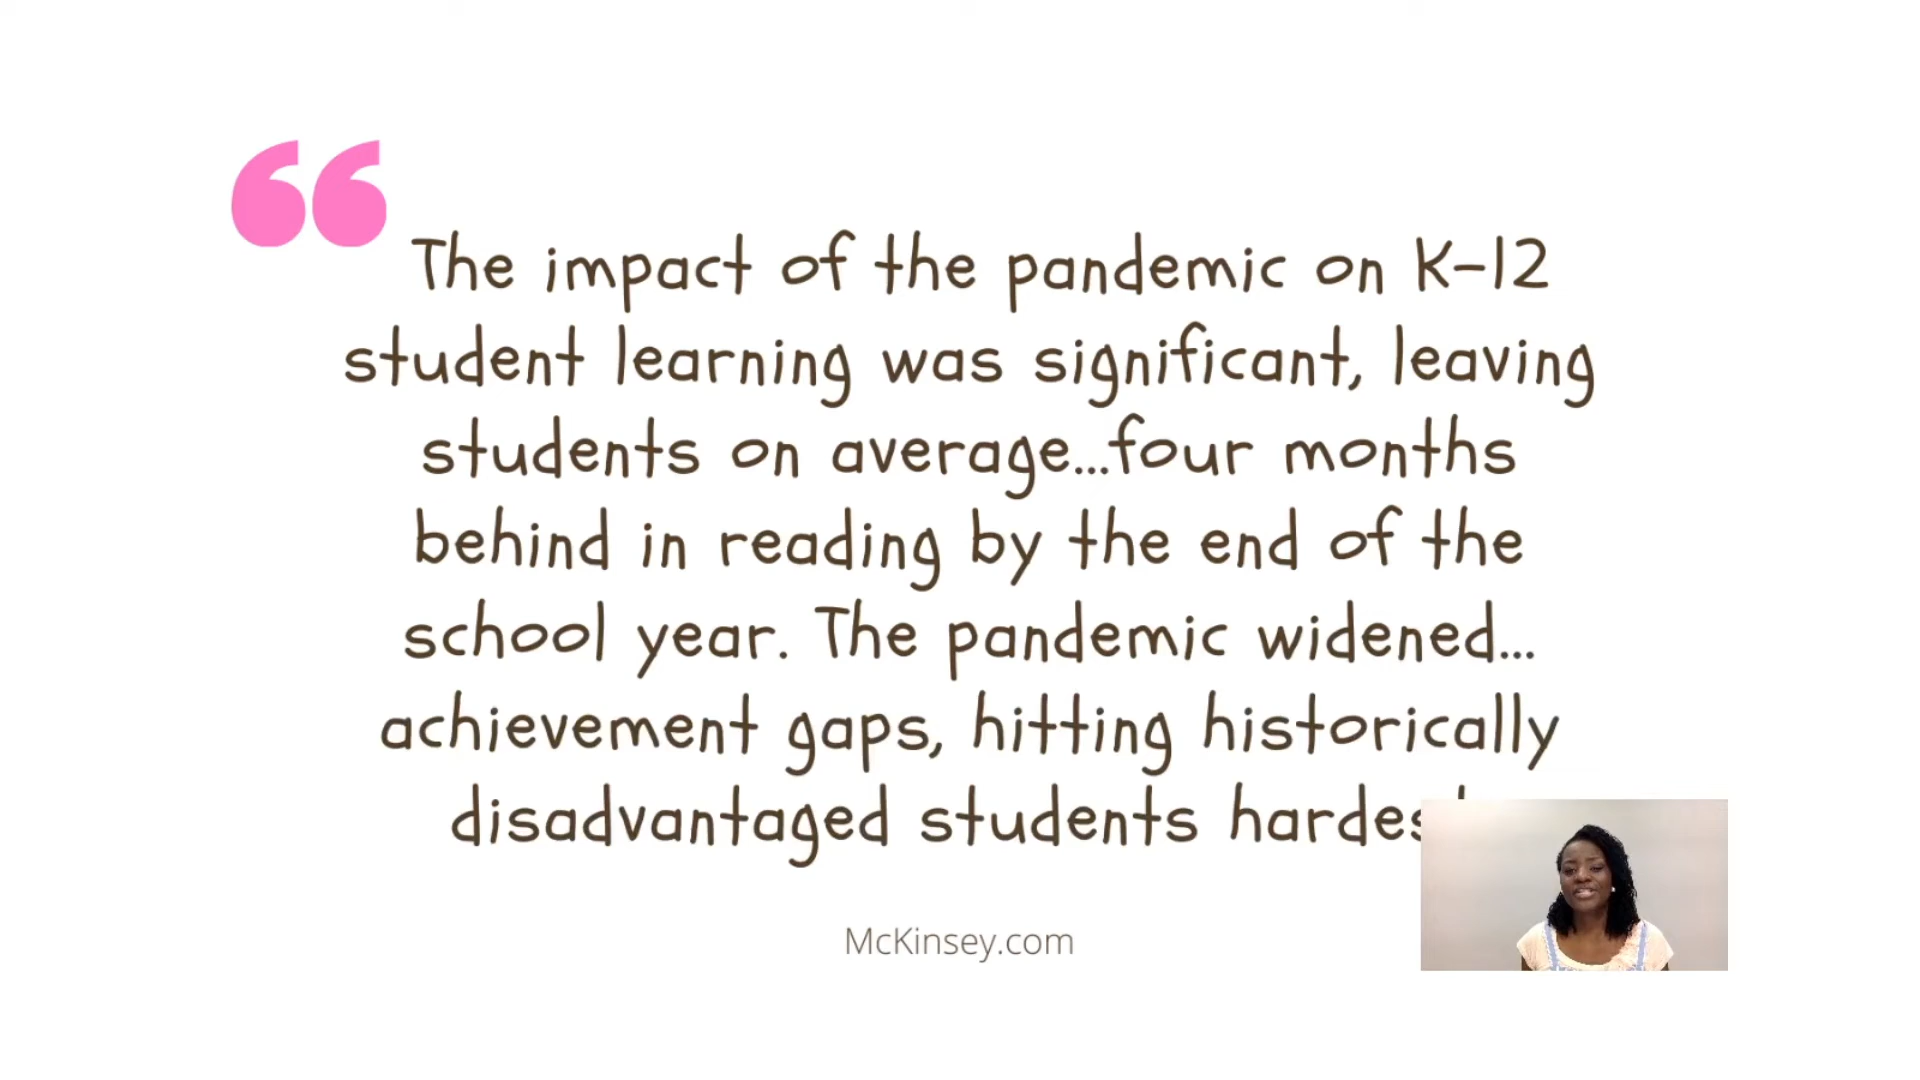 The impact of the pandemic on K-12
student learning was significant, leaving
students on average...four months
behind in reading by the end of the
school year. The pandemic widened...
achievement gaps, hitting historically
disadvantaged students
McKinsey.com